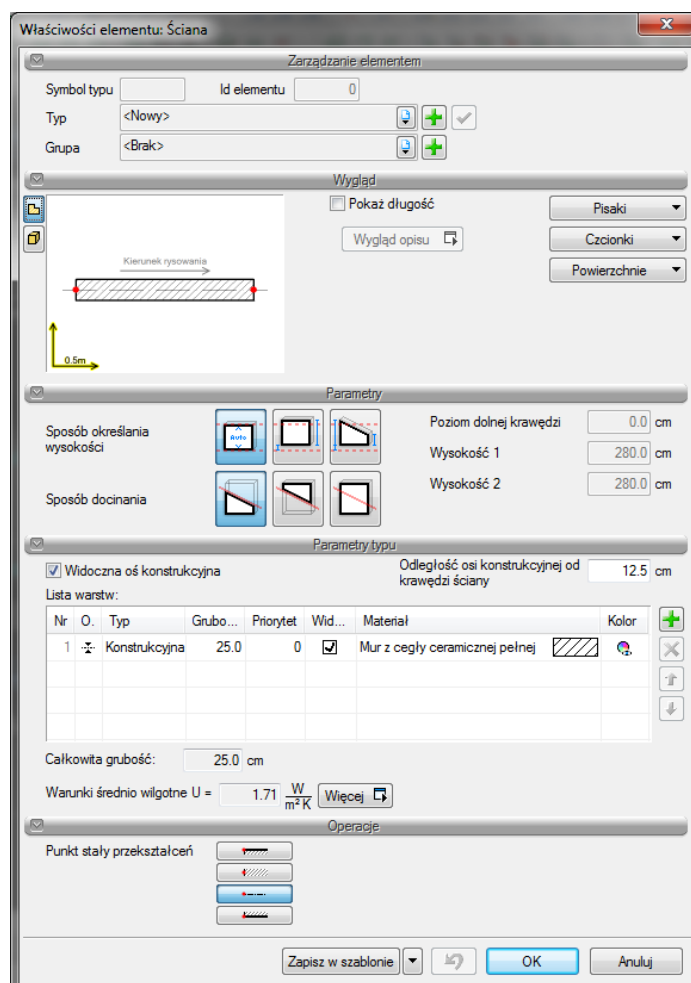 Właściwości elementu: Ściana
Zarządzanie elementem
Symbol typu Id elementu 0
Typ <Nowy>
Grupa <Brak>
Wygląd
Pokaż długość Pisaki
Wygląd opisu Czcionki
Powierzchnie
Kierunek rysowania
0.5m
Parametry
Sposób określania wysokości
Auto
Poziom dolnej krawędzi 0.0 cm
Wysokość 1 280.0 cm
Wysokość 2 280.0 cm
Sposób docinania
Parametry typu
Widoczna oś konstrukcyjna
Odległość osi konstrukcyjnej od
krawędzi ściany 12.5 cm
Lista warstw:
Nr O. Typ Grubo... Priorytet Wid... Materiał Kolor
1 Konstrukcyjna 25.0 0 Mur z cegły ceramicznej pełnej
Całkowita grubość: 25.0 cm
Warunki średnio wilgotne U = 1.71 W/m²K Więcej
Operacje
Punkt stały przekształceń
Zapisz w szablonie OK Anuluj